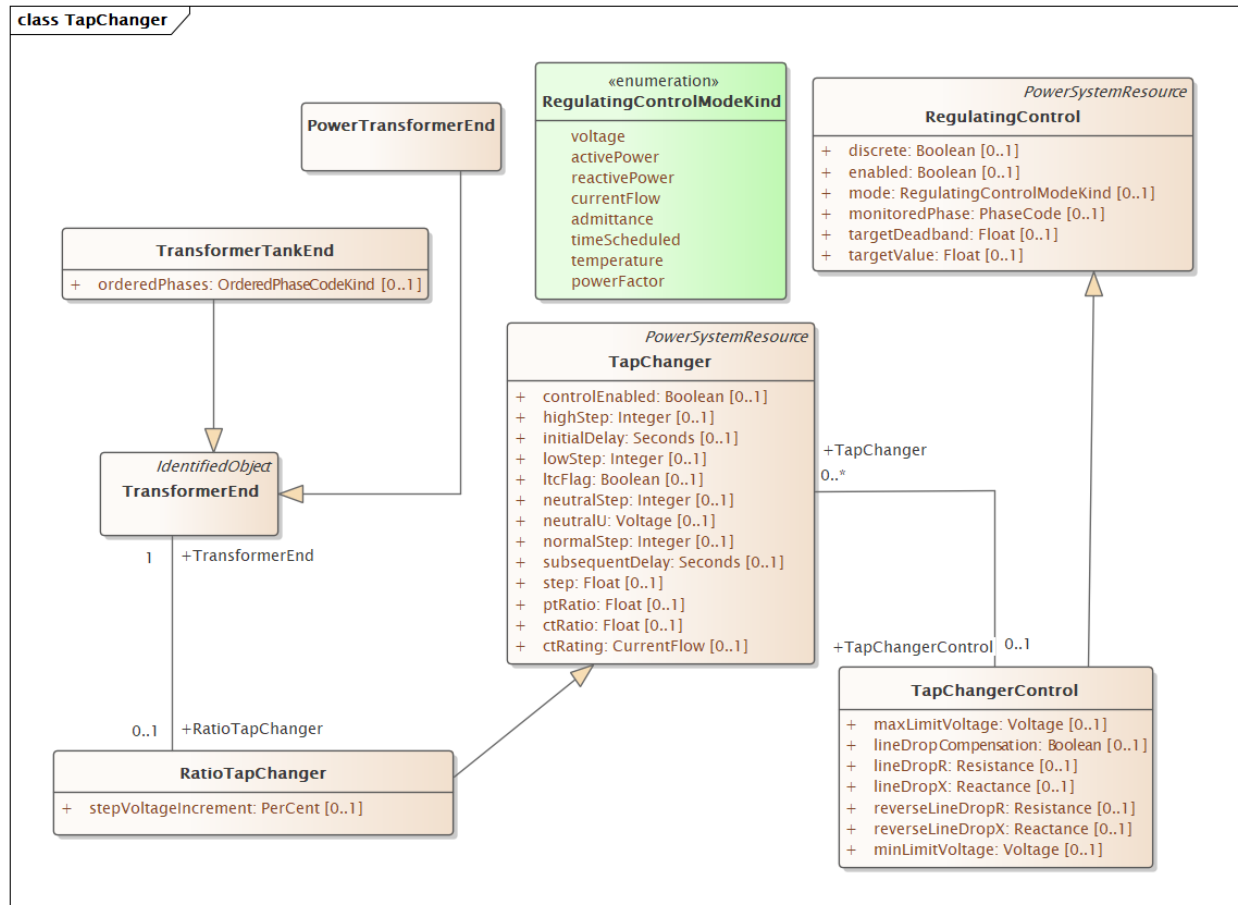 class TapChanger
PowerTransformerEnd
«enumeration»
RegulatingControlModeKind
voltage
activePower
reactivePower
currentFlow
admittance
timeScheduled
temperature
powerFactor
PowerSystemResource
RegulatingControl
+ discrete: Boolean [0..1]
+ enabled: Boolean [0..1]
+ mode: RegulatingControlModeKind [0..1]
+ monitoredPhase: PhaseCode [0..1]
+ targetDeadband: Float [0..1]
+ targetValue: Float [0..1]
TransformerTankEnd
+ orderedPhases: OrderedPhaseCodeKind [0..1]
PowerSystemResource
TapChanger
+ controlEnabled: Boolean [0..1]
+ highStep: Integer [0..1]
+ initialDelay: Seconds [0..1]
+ lowStep: Integer [0..1]
+ ltcFlag: Boolean [0..1]
+ neutralStep: Integer [0..1]
+ neutralU: Voltage [0..1]
+ normalStep: Integer [0..1]
+ subsequentDelay: Seconds [0..1]
+ step: Float [0..1]
+ ptRatio: Float [0..1]
+ ctRatio: Float [0..1]
+ ctRating: CurrentFlow [0..1]
IdentifiedObject
TransformerEnd
1 +TransformerEnd
+TapChanger
0..*
+TapChangerControl 0..1
0..1 +RatioTapChanger
RatioTapChanger
+ stepVoltageIncrement: PerCent [0..1]
TapChangerControl
+ maxLimitVoltage: Voltage [0..1]
+ lineDropCompensation: Boolean [0..1]
+ lineDropR: Resistance [0..1]
+ lineDropX: Reactance [0..1]
+ reverseLineDropR: Resistance [0..1]
+ reverseLineDropX: Reactance [0..1]
+ minLimitVoltage: Voltage [0..1]